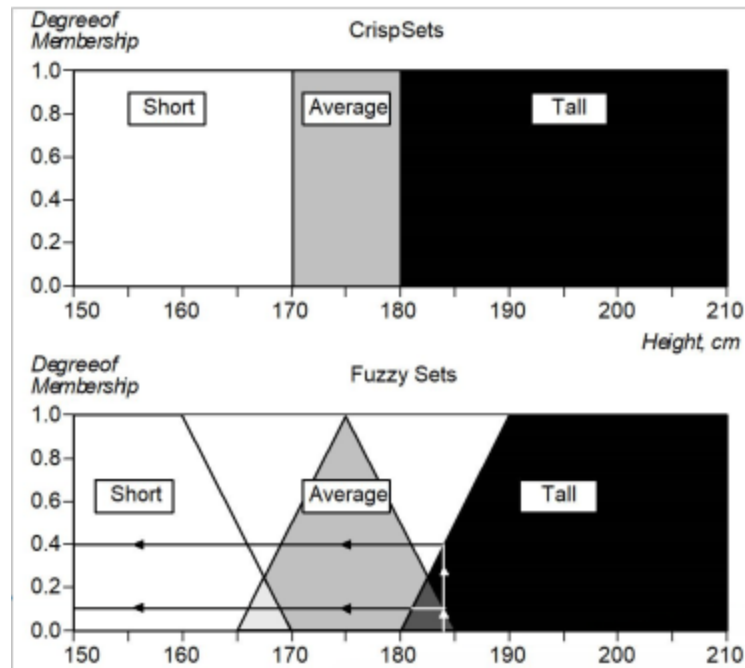 Degreeof
Membership
CrispSets
1.0
Short
Average
Tall
0.8
0.6
0.4
0.2
0.0
150 160 170 180 190 200 210
Height, cm
Degreeof
Membership
Fuzzy Sets
1.0
0.8
Short
Average
Tall
0.6
0.4
0.2
0.0
150 160 170 180 190 200 210